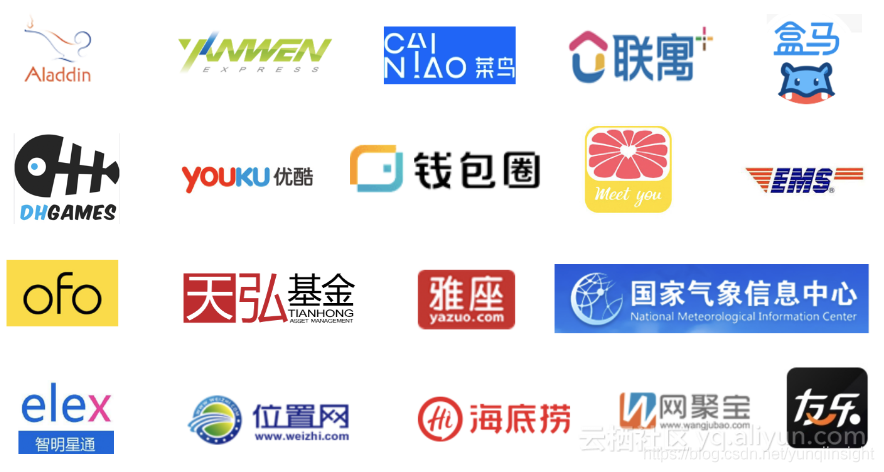 Aladdin
YANWEN
EXPRESS
CAI
NIAO 菜鸟
联寓
盒马
DHGAMES
YOUKU 优酷
钱包圈
Meet you
EMS®
ofo
天弘基金
TIANHONG
ASSET MANAGEMENT
雅座
yazuo.com
国家气象信息中心
National Meteorological Information Center
elex
智明星通
位置网
www.weizhi.com
Hi 海底捞
网聚宝
www.wangjubao.com
友乐
云栖社区 yq.aliyun.com
https://blog.csdn.net/yunqiinsight